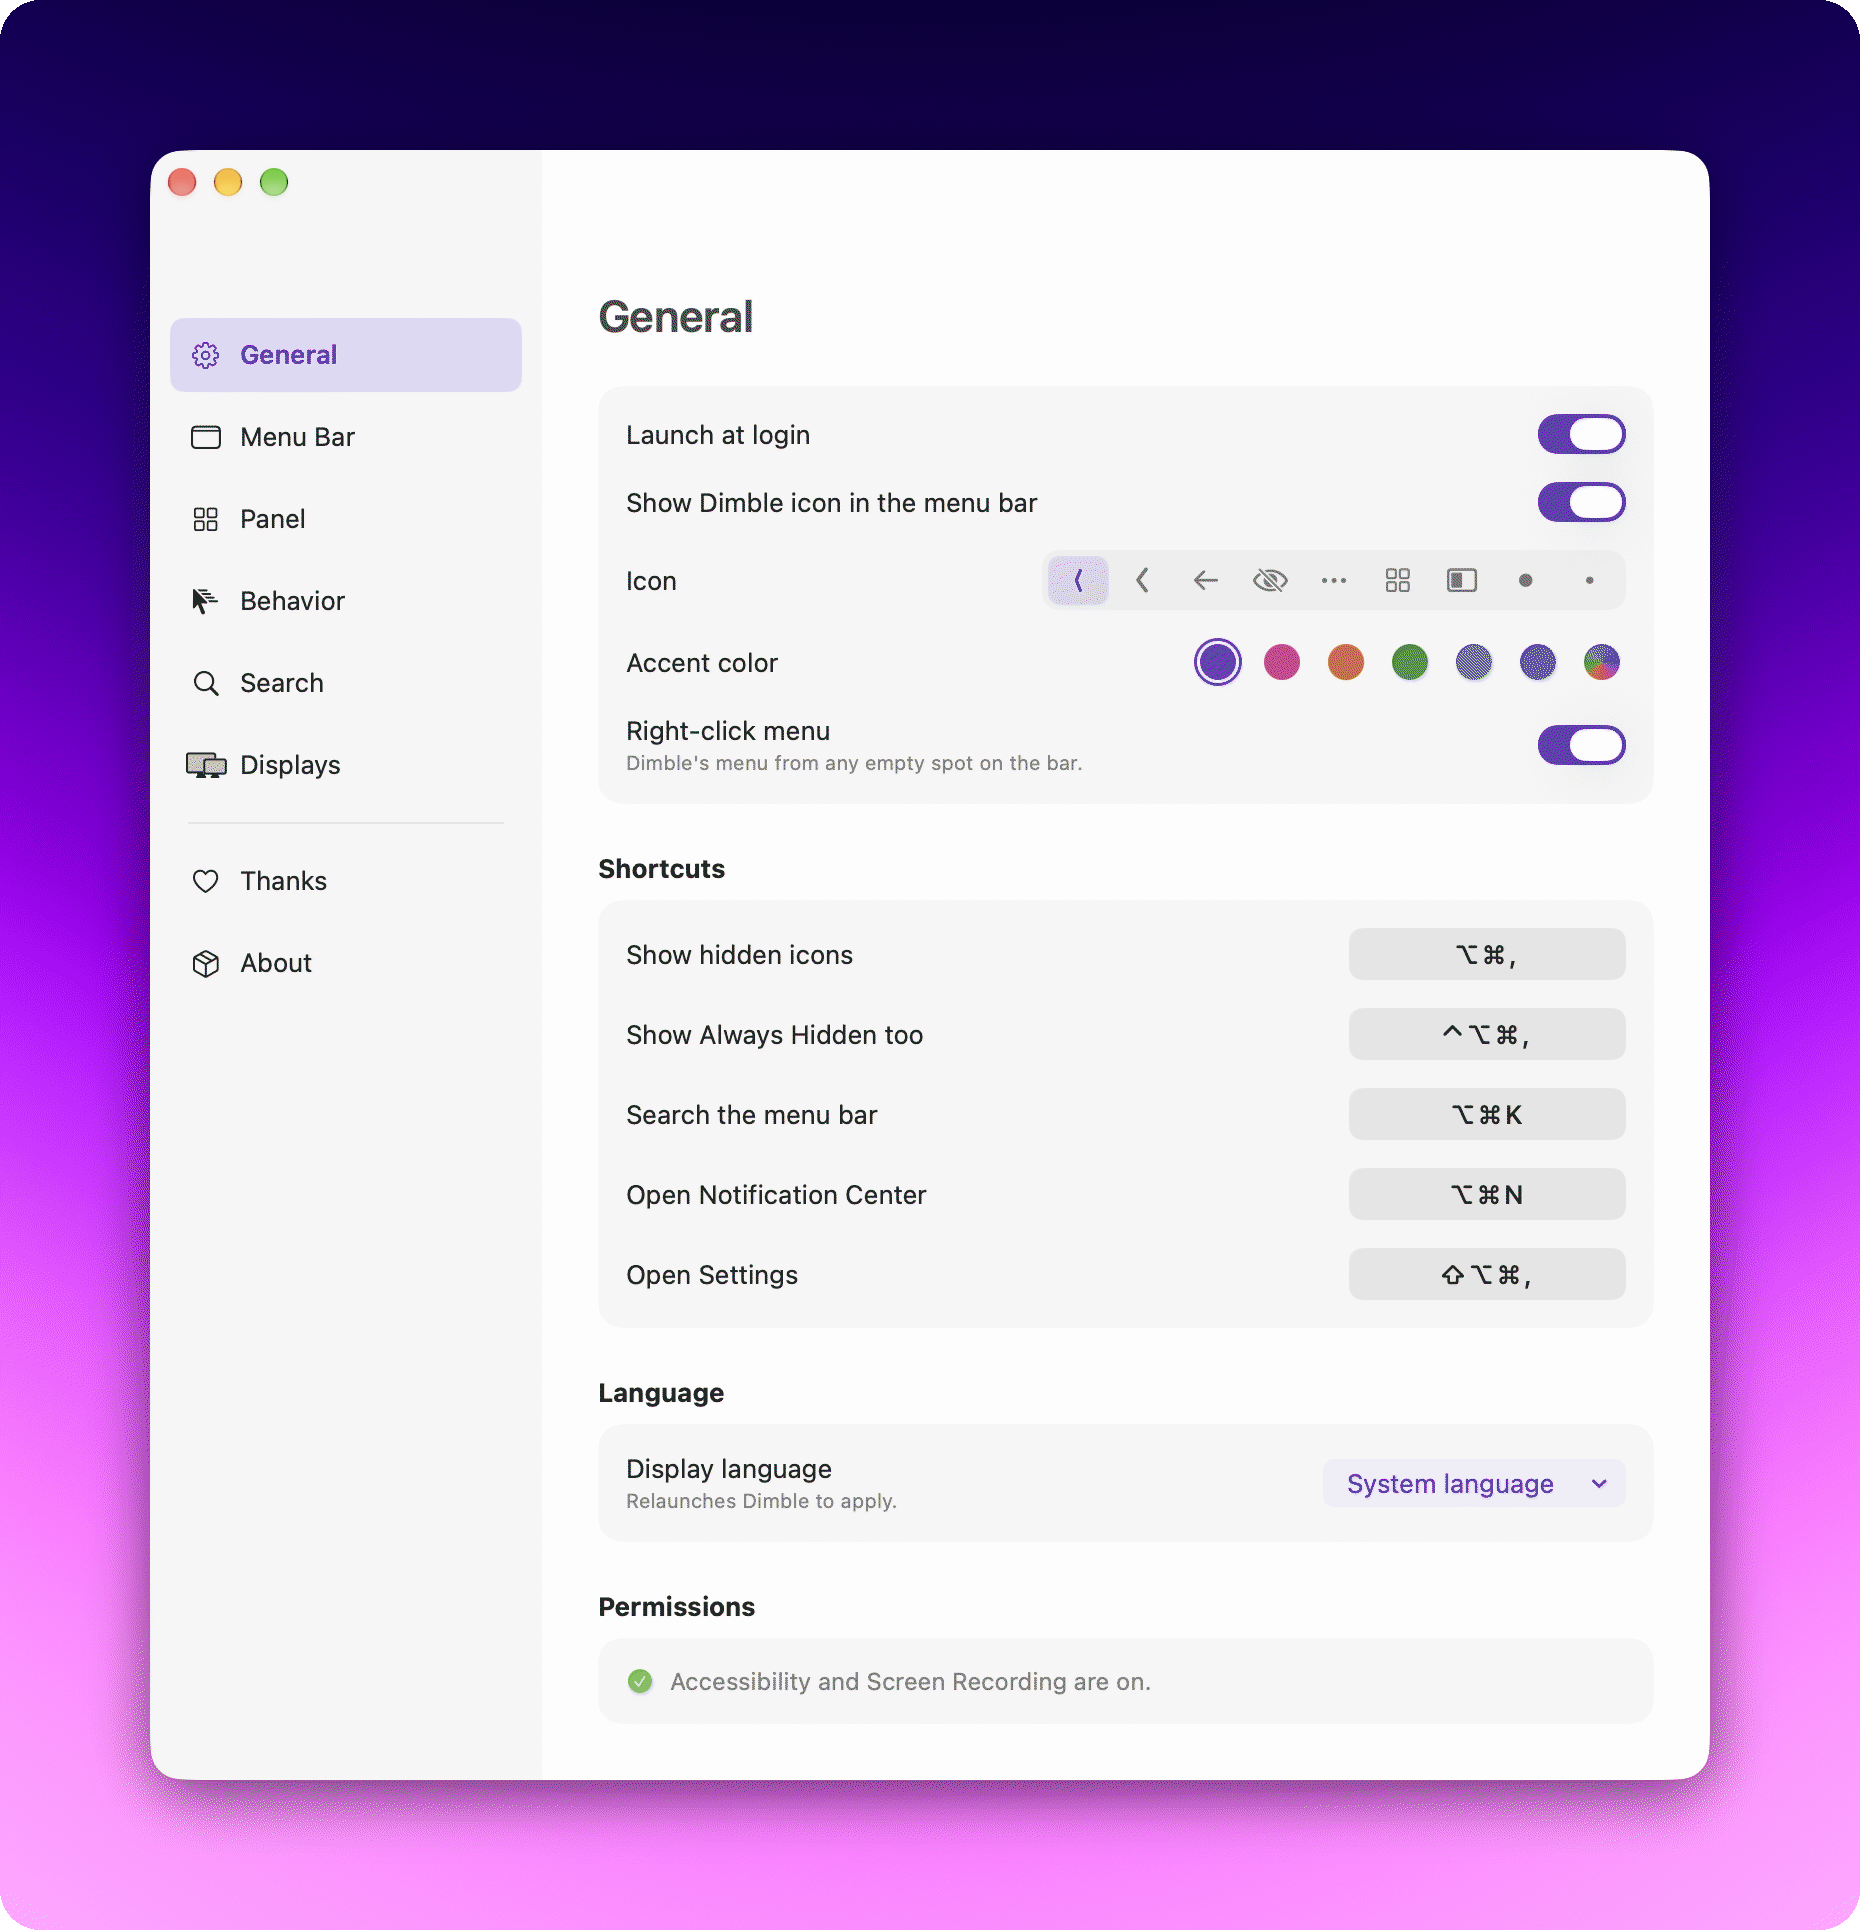 General
Menu Bar
Panel
Behavior
Search
Displays
Thanks
About
General
Launch at login
Show Dimble icon in the menu bar
Icon
Accent color
Right-click menu
Dimble's menu from any empty spot on the bar.
Shortcuts
Show hidden icons ⌥⌘,
Show Always Hidden too ^⌥⌘,
Search the menu bar ⌥⌘K
Open Notification Center ⌥⌘N
Open Settings ⇧⌥⌘,
Language
Display language
Relaunches Dimble to apply.
System language
Permissions
Accessibility and Screen Recording are on.